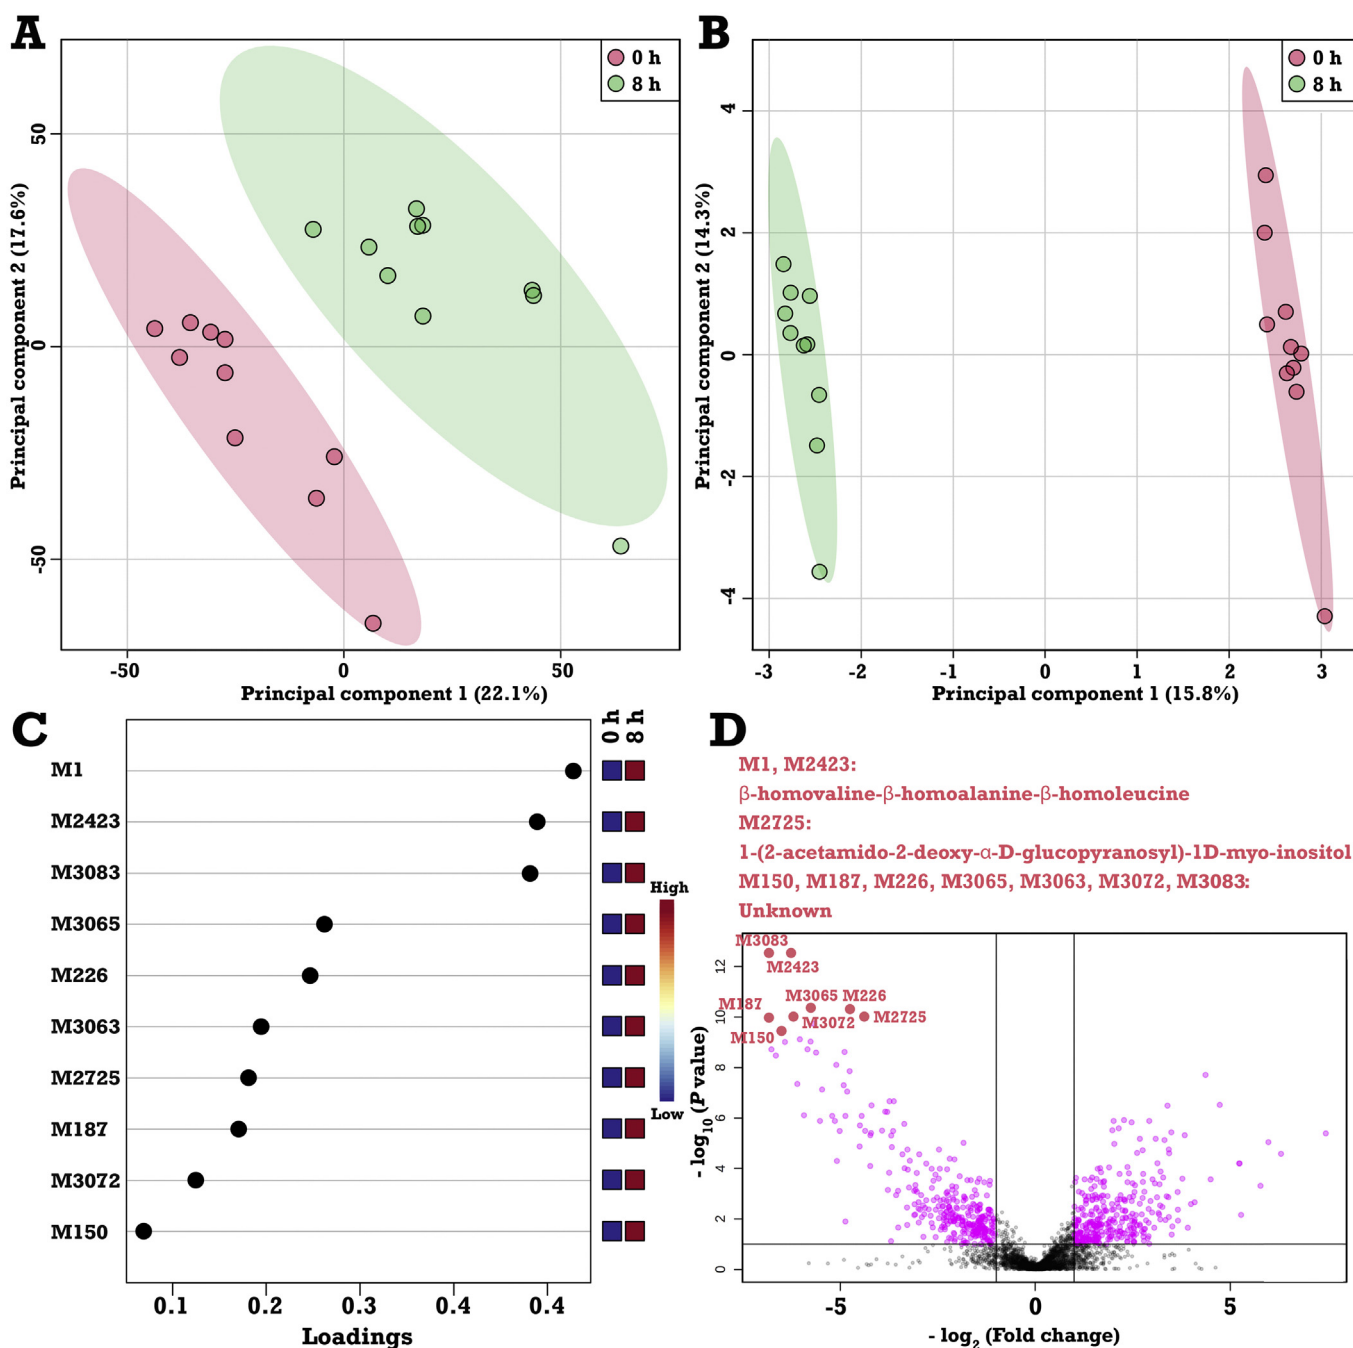 A
0 h
8 h
50
0
-50
Principal component 2 (17.6%)
-50
0
50
Principal component 1 (22.1%)
B
0 h
8 h
4
2
0
-2
-4
Principal component 2 (14.3%)
-3
-2
-1
0
1
2
3
Principal component 1 (15.8%)
C
0 h
8 h
M1
M2423
M3083
M3065
M226
M3063
M2725
M187
M3072
M150
High
Low
0.1
0.2
0.3
0.4
0.4
Loadings
D
M1, M2423:
β-homovaline-β-homoalanine-β-homoleucine
M2725:
1-(2-acetamido-2-deoxy-α-D-glucopyranosyl)-1D-myo-inositol
M150, M187, M226, M3065, M3063, M3072, M3083:
Unknown
M3083
M2423
M3065 M226
M187
M3072
M2725
M150
12
10
8
6
4
2
0
- log10 (P value)
-5
0
5
- log2 (Fold change)